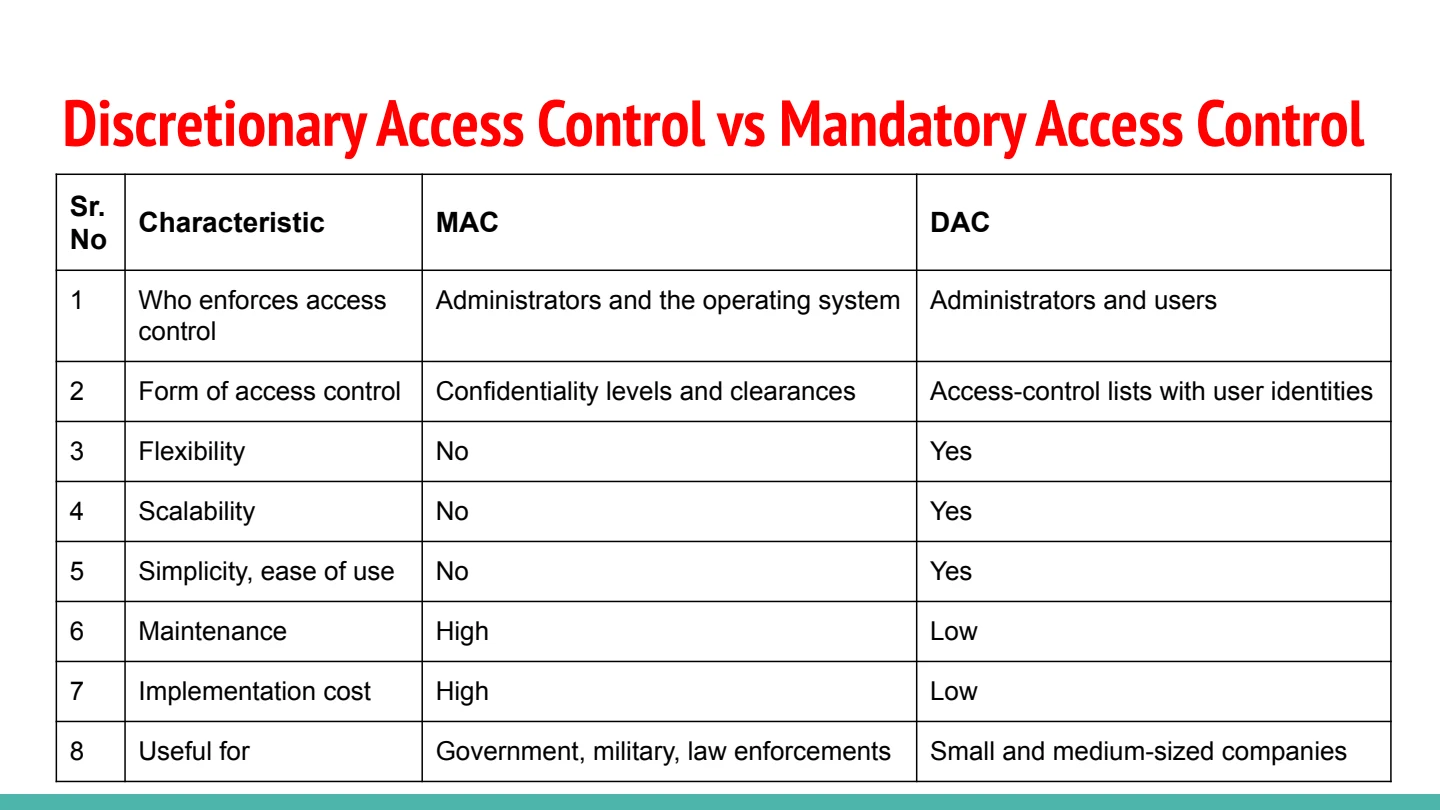 Discretionary Access Control vs Mandatory Access Control
Sr.
No
Characteristic
MAC
DAC
1
Who enforces access
control
Administrators and the operating system
Administrators and users
2
Form of access control
Confidentiality levels and clearances
Access-control lists with user identities
3
Flexibility
No
Yes
4
Scalability
No
Yes
5
Simplicity, ease of use
No
Yes
6
Maintenance
High
Low
7
Implementation cost
High
Low
8
Useful for
Government, military, law enforcements
Small and medium-sized companies